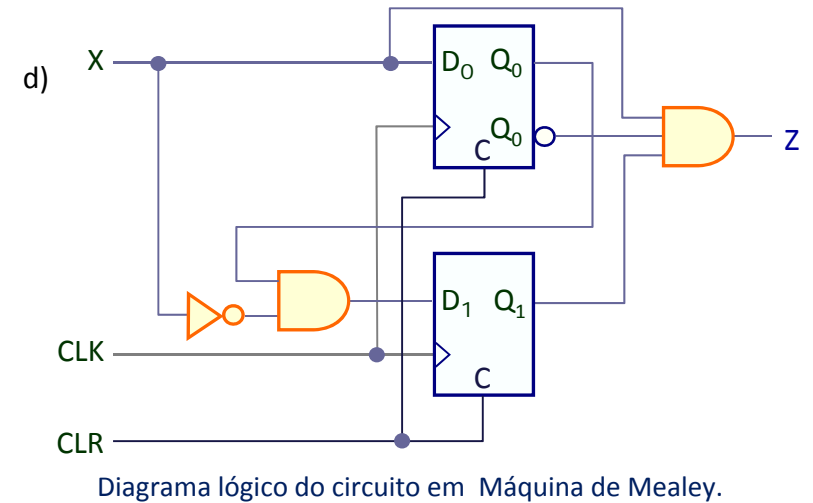 d)
X
D₀ Q₀
Q₀
C
Z
D₁ Q₁
CLK
C
CLR
Diagrama lógico do circuito em Máquina de Mealey.